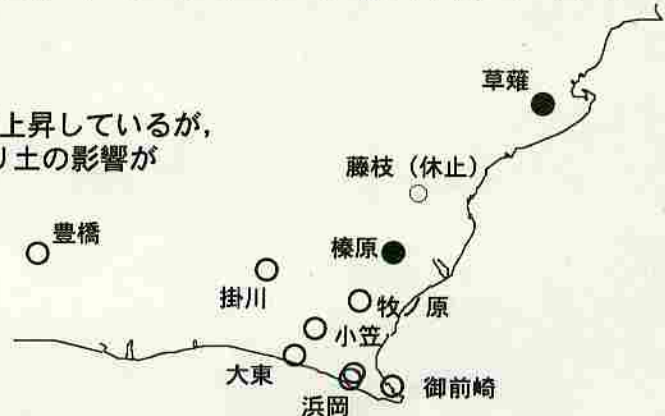 草薙
上昇しているが,
り土の影響が
藤枝（休止）
豊橋
榛原
掛川
牧ノ原
小笠
大東
御前崎
浜岡